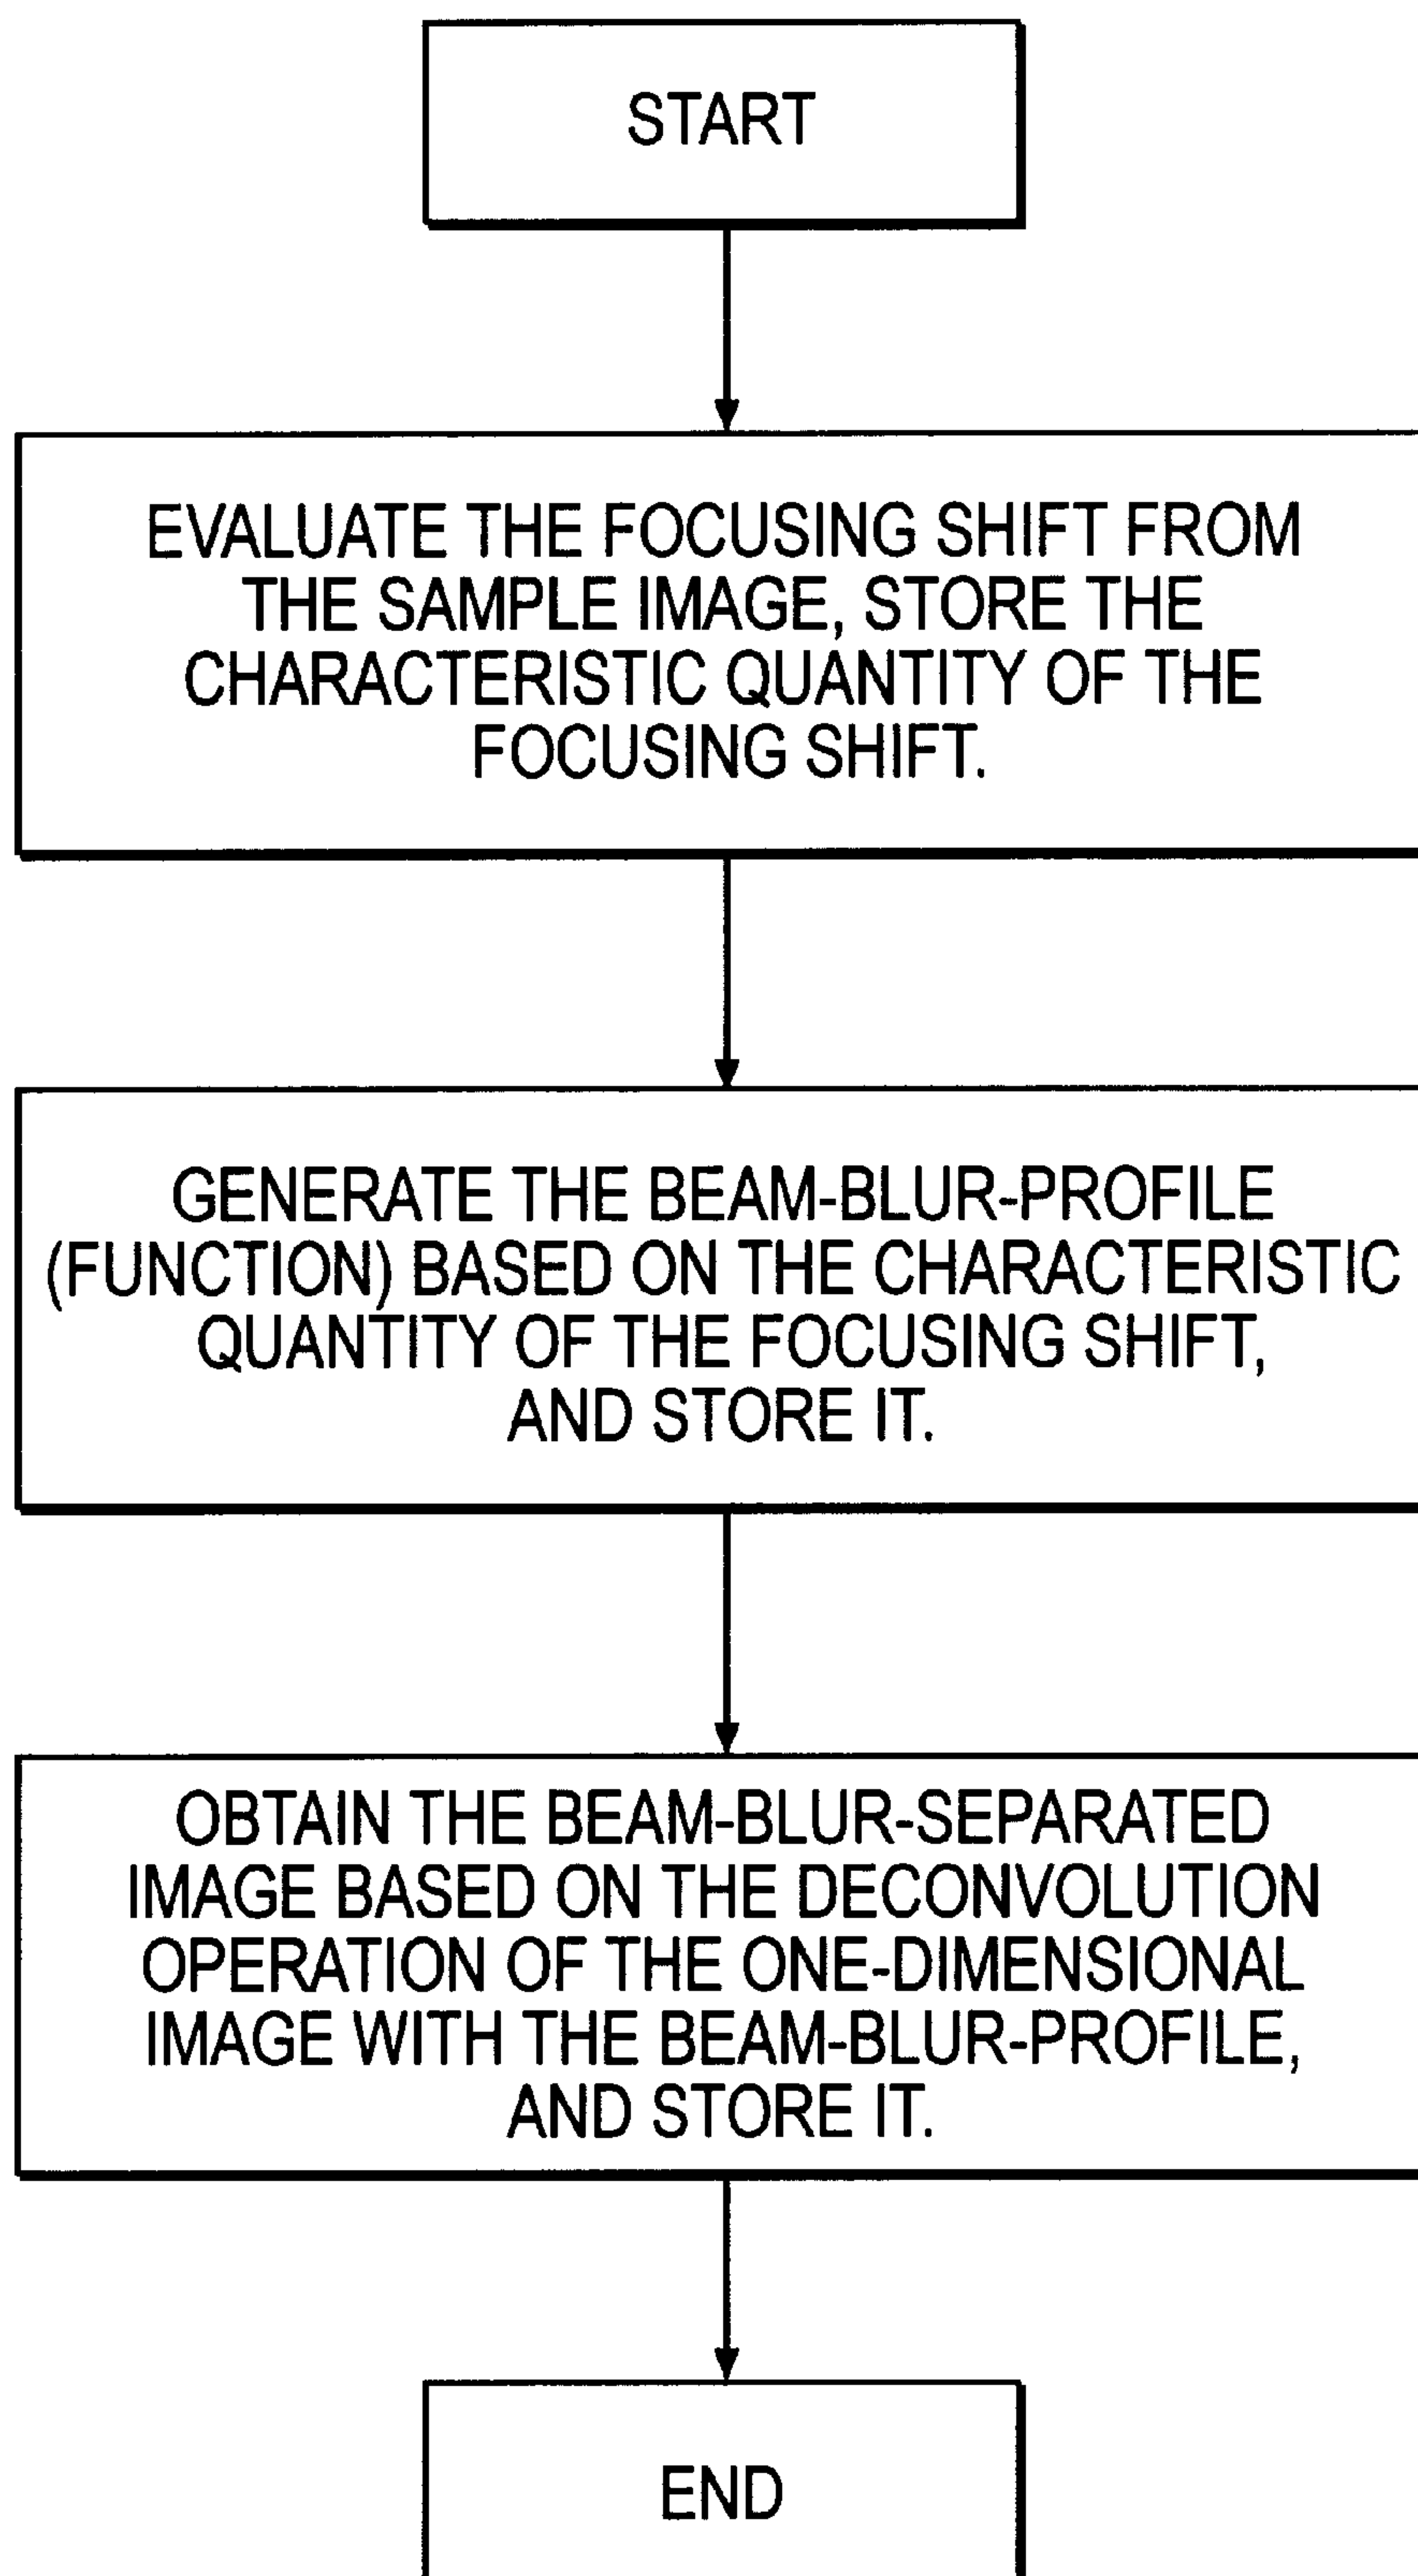 START
EVALUATE THE FOCUSING SHIFT FROM
THE SAMPLE IMAGE, STORE THE
CHARACTERISTIC QUANTITY OF THE
FOCUSING SHIFT.
GENERATE THE BEAM-BLUR-PROFILE
(FUNCTION) BASED ON THE CHARACTERISTIC
QUANTITY OF THE FOCUSING SHIFT,
AND STORE IT.
OBTAIN THE BEAM-BLUR-SEPARATED
IMAGE BASED ON THE DECONVOLUTION
OPERATION OF THE ONE-DIMENSIONAL
IMAGE WITH THE BEAM-BLUR-PROFILE,
AND STORE IT.
END